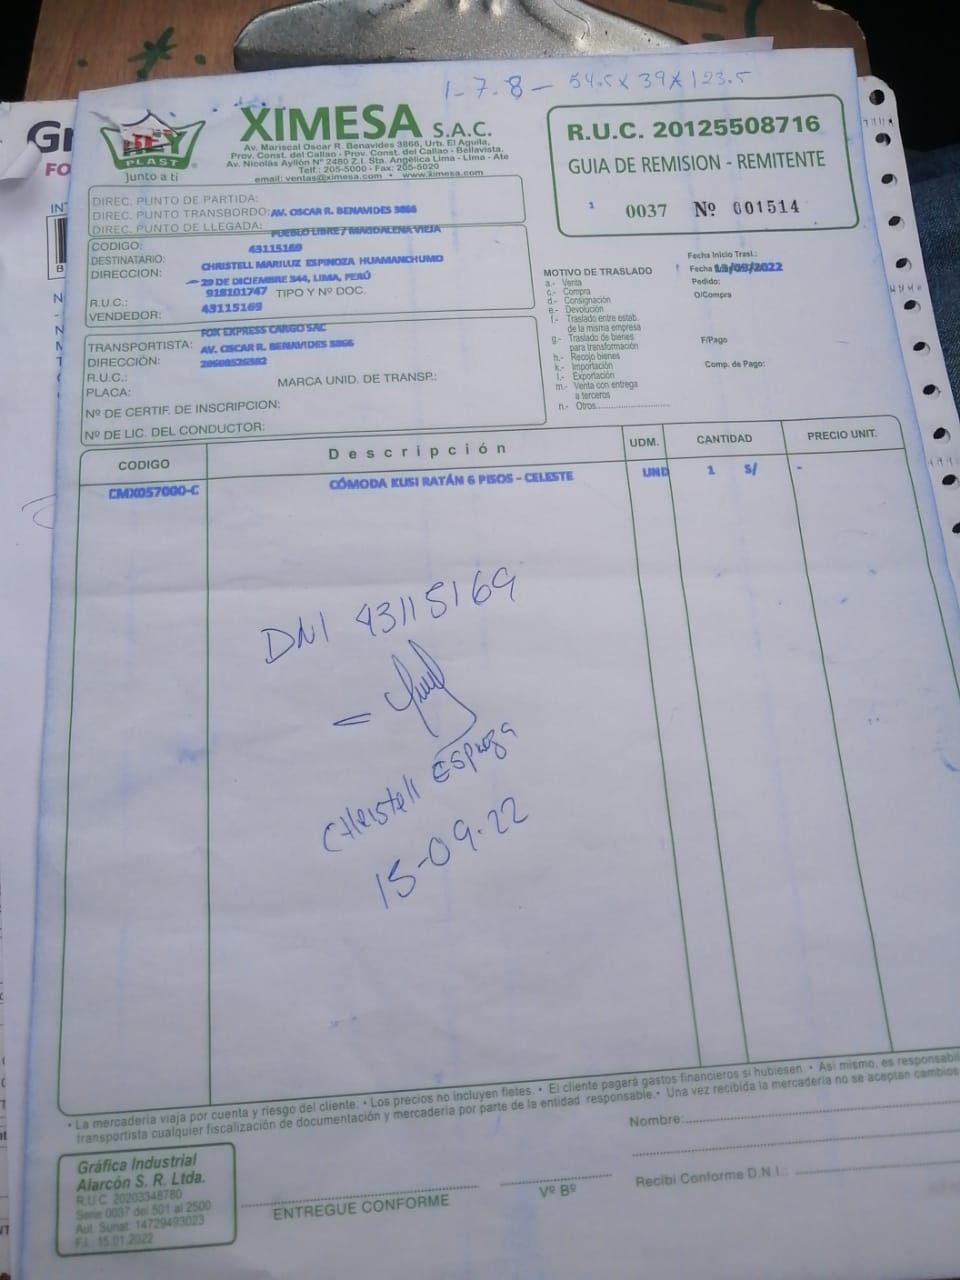 1-7.8- 54.5 x 39 x 123.5
REY
PLAST
Junto a ti
XIMESA S.A.C.
Av. Mariscal Oscar R. Benavides 3866, Urb. El Aguila,
Prov. Const. del Callao - Prov. Const. del Callao - Bellavista.
Av. Nicolás Ayllón Nº 2480 Z.I. Sta. Angélica Lima - Lima - Ate
Telf.: 205-5000 - Fax: 205-5020
email: ventas@ximesa.com • www.ximesa.com
R.U.C. 20125508716
GUIA DE REMISION - REMITENTE
1 0037 Nº 001514
DIREC. PUNTO DE PARTIDA:
DIREC. PUNTO TRANSBORDO: AV. OSCAR R. BENAVIDES 3866
DIREC. PUNTO DE LLEGADA: PUEBLO LIBRE / MAGDALENA VIEJA
CODIGO: 43115169
DESTINATARIO: CHRISTELL MARILUZ ESPINOZA HUAMANCHUMO
DIRECCION: 29 DE DICIEMBRE 344, LIMA, PERÚ
918101747 TIPO Y Nº DOC.
R.U.C.: 43115169
VENDEDOR:
FOX EXPRESS CARGO SAC
TRANSPORTISTA: AV. OSCAR R. BENAVIDES 3866
DIRECCIÓN: 20608526382
R.U.C.: MARCA UNID. DE TRANSP.:
PLACA:
Nº DE CERTIF. DE INSCRIPCION:
Nº DE LIC. DEL CONDUCTOR:
MOTIVO DE TRASLADO
a.- Venta
c.- Compra
d.- Consignación
e.- Devolución
f.- Traslado entre estab.
de la misma empresa
g.- Traslado de bienes
para transformación
h.- Recojo bienes
k.- Importación
l.- Exportación
m.- Venta con entrega
a terceros
n.- Otros
Fecha Inicio Trasl.:
Fecha 13/09/2022
Pedido:
O/Compra
F/Pago
Comp. de Pago:
CODIGO Descripción UDM. CANTIDAD PRECIO UNIT.
CMX057000-C CÓMODA KUSI RATÁN 6 PISOS - CELESTE UND 1 S/ -
DNI 43115169
Christell Espinoza
15-09-22
• La mercadería viaja por cuenta y riesgo del cliente. • Los precios no incluyen fletes. • El cliente pagará gastos financieros si hubiesen. • Así mismo, es responsabil
transportista cualquier fiscalización de documentación y mercadería por parte de la entidad responsable. • Una vez recibida la mercadería no se aceptan cambios
Nombre:
Gráfica Industrial
Alarcón S. R. Ltda.
R.U.C. 20203348780
Serie 0037 del 501 al 2500
Aut. Sunat: 14729493023
F.I.: 15.01.2022
ENTREGUE CONFORME
Vº Bº
Recibí Conforme D.N.I.: